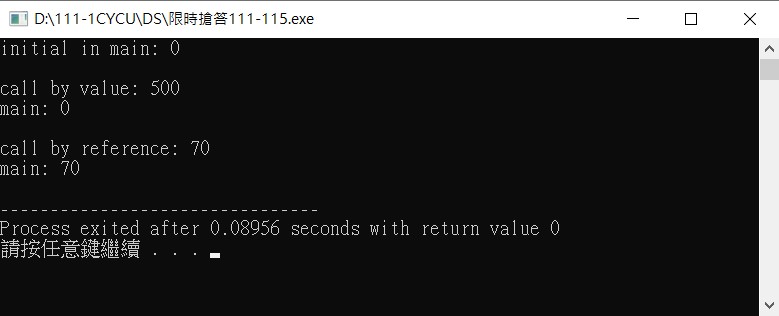 D:\111-1CYCU\DS\限時搶答111-115.exe
initial in main: 0
call by value: 500
main: 0
call by reference: 70
main: 70
--------------------------------
Process exited after 0.08956 seconds with return value 0
請按任意鍵繼續 . . .